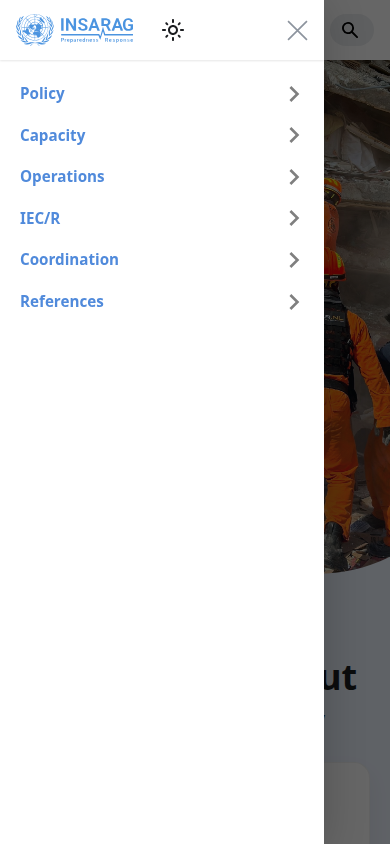 INSARAG
Preparedness Response
Policy
Capacity
Operations
IEC/R
Coordination
References
ut